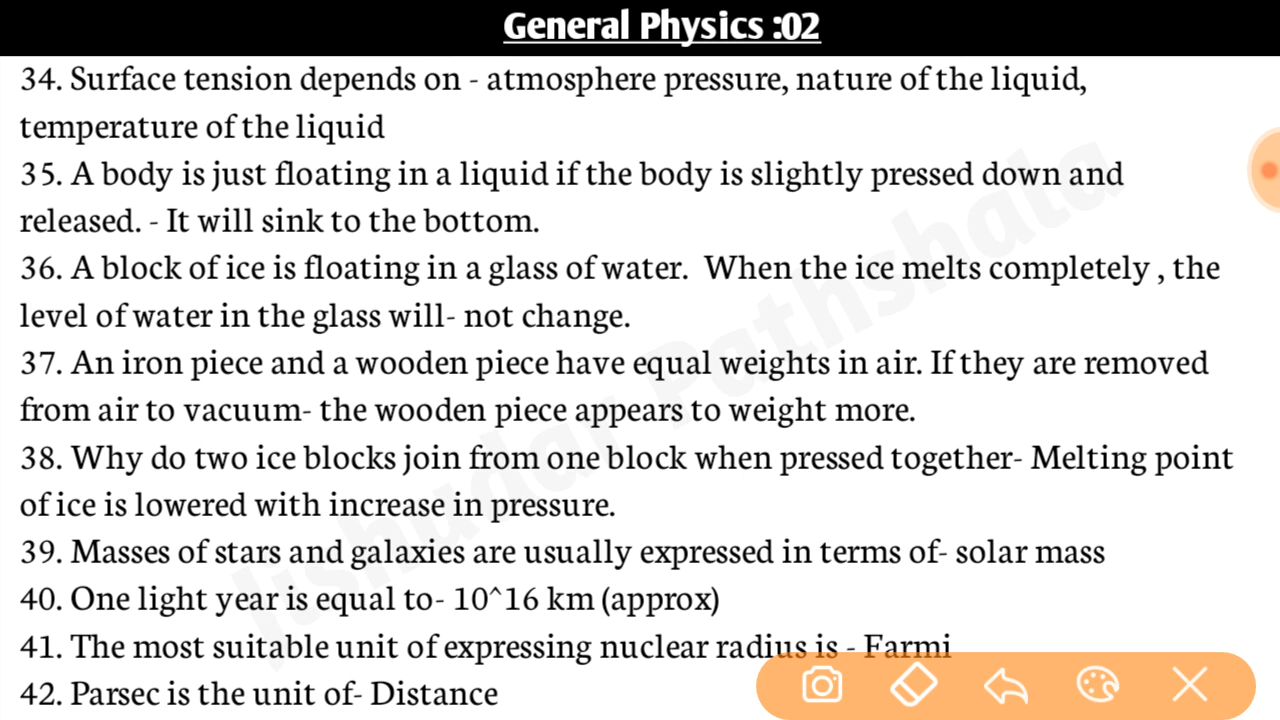 General Physics :02
34. Surface tension depends on - atmosphere pressure, nature of the liquid,
temperature of the liquid
35. A body is just floating in a liquid if the body is slightly pressed down and
released. - It will sink to the bottom.
36. A block of ice is floating in a glass of water.  When the ice melts completely , the
level of water in the glass will- not change.
37. An iron piece and a wooden piece have equal weights in air. If they are removed
from air to vacuum- the wooden piece appears to weight more.
38. Why do two ice blocks join from one block when pressed together- Melting point
of ice is lowered with increase in pressure.
39. Masses of stars and galaxies are usually expressed in terms of- solar mass
40. One light year is equal to- 10^16 km (approx)
41. The most suitable unit of expressing nuclear radius is - Farmi
42. Parsec is the unit of- Distance
Pathshala